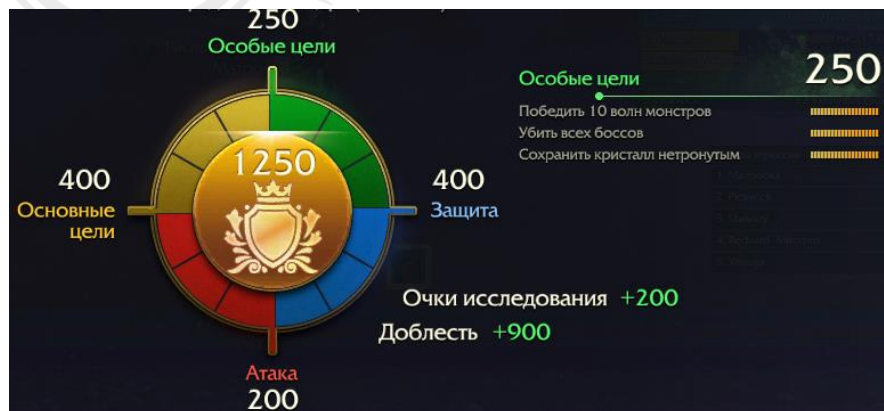 250
Особые цели
1250
400
Основные
цели
400
Защита
Атака
200
Очки исследования +200
Доблесть +900
Особые цели 250
Победить 10 волн монстров
Убить всех боссов
Сохранить кристалл нетронутым